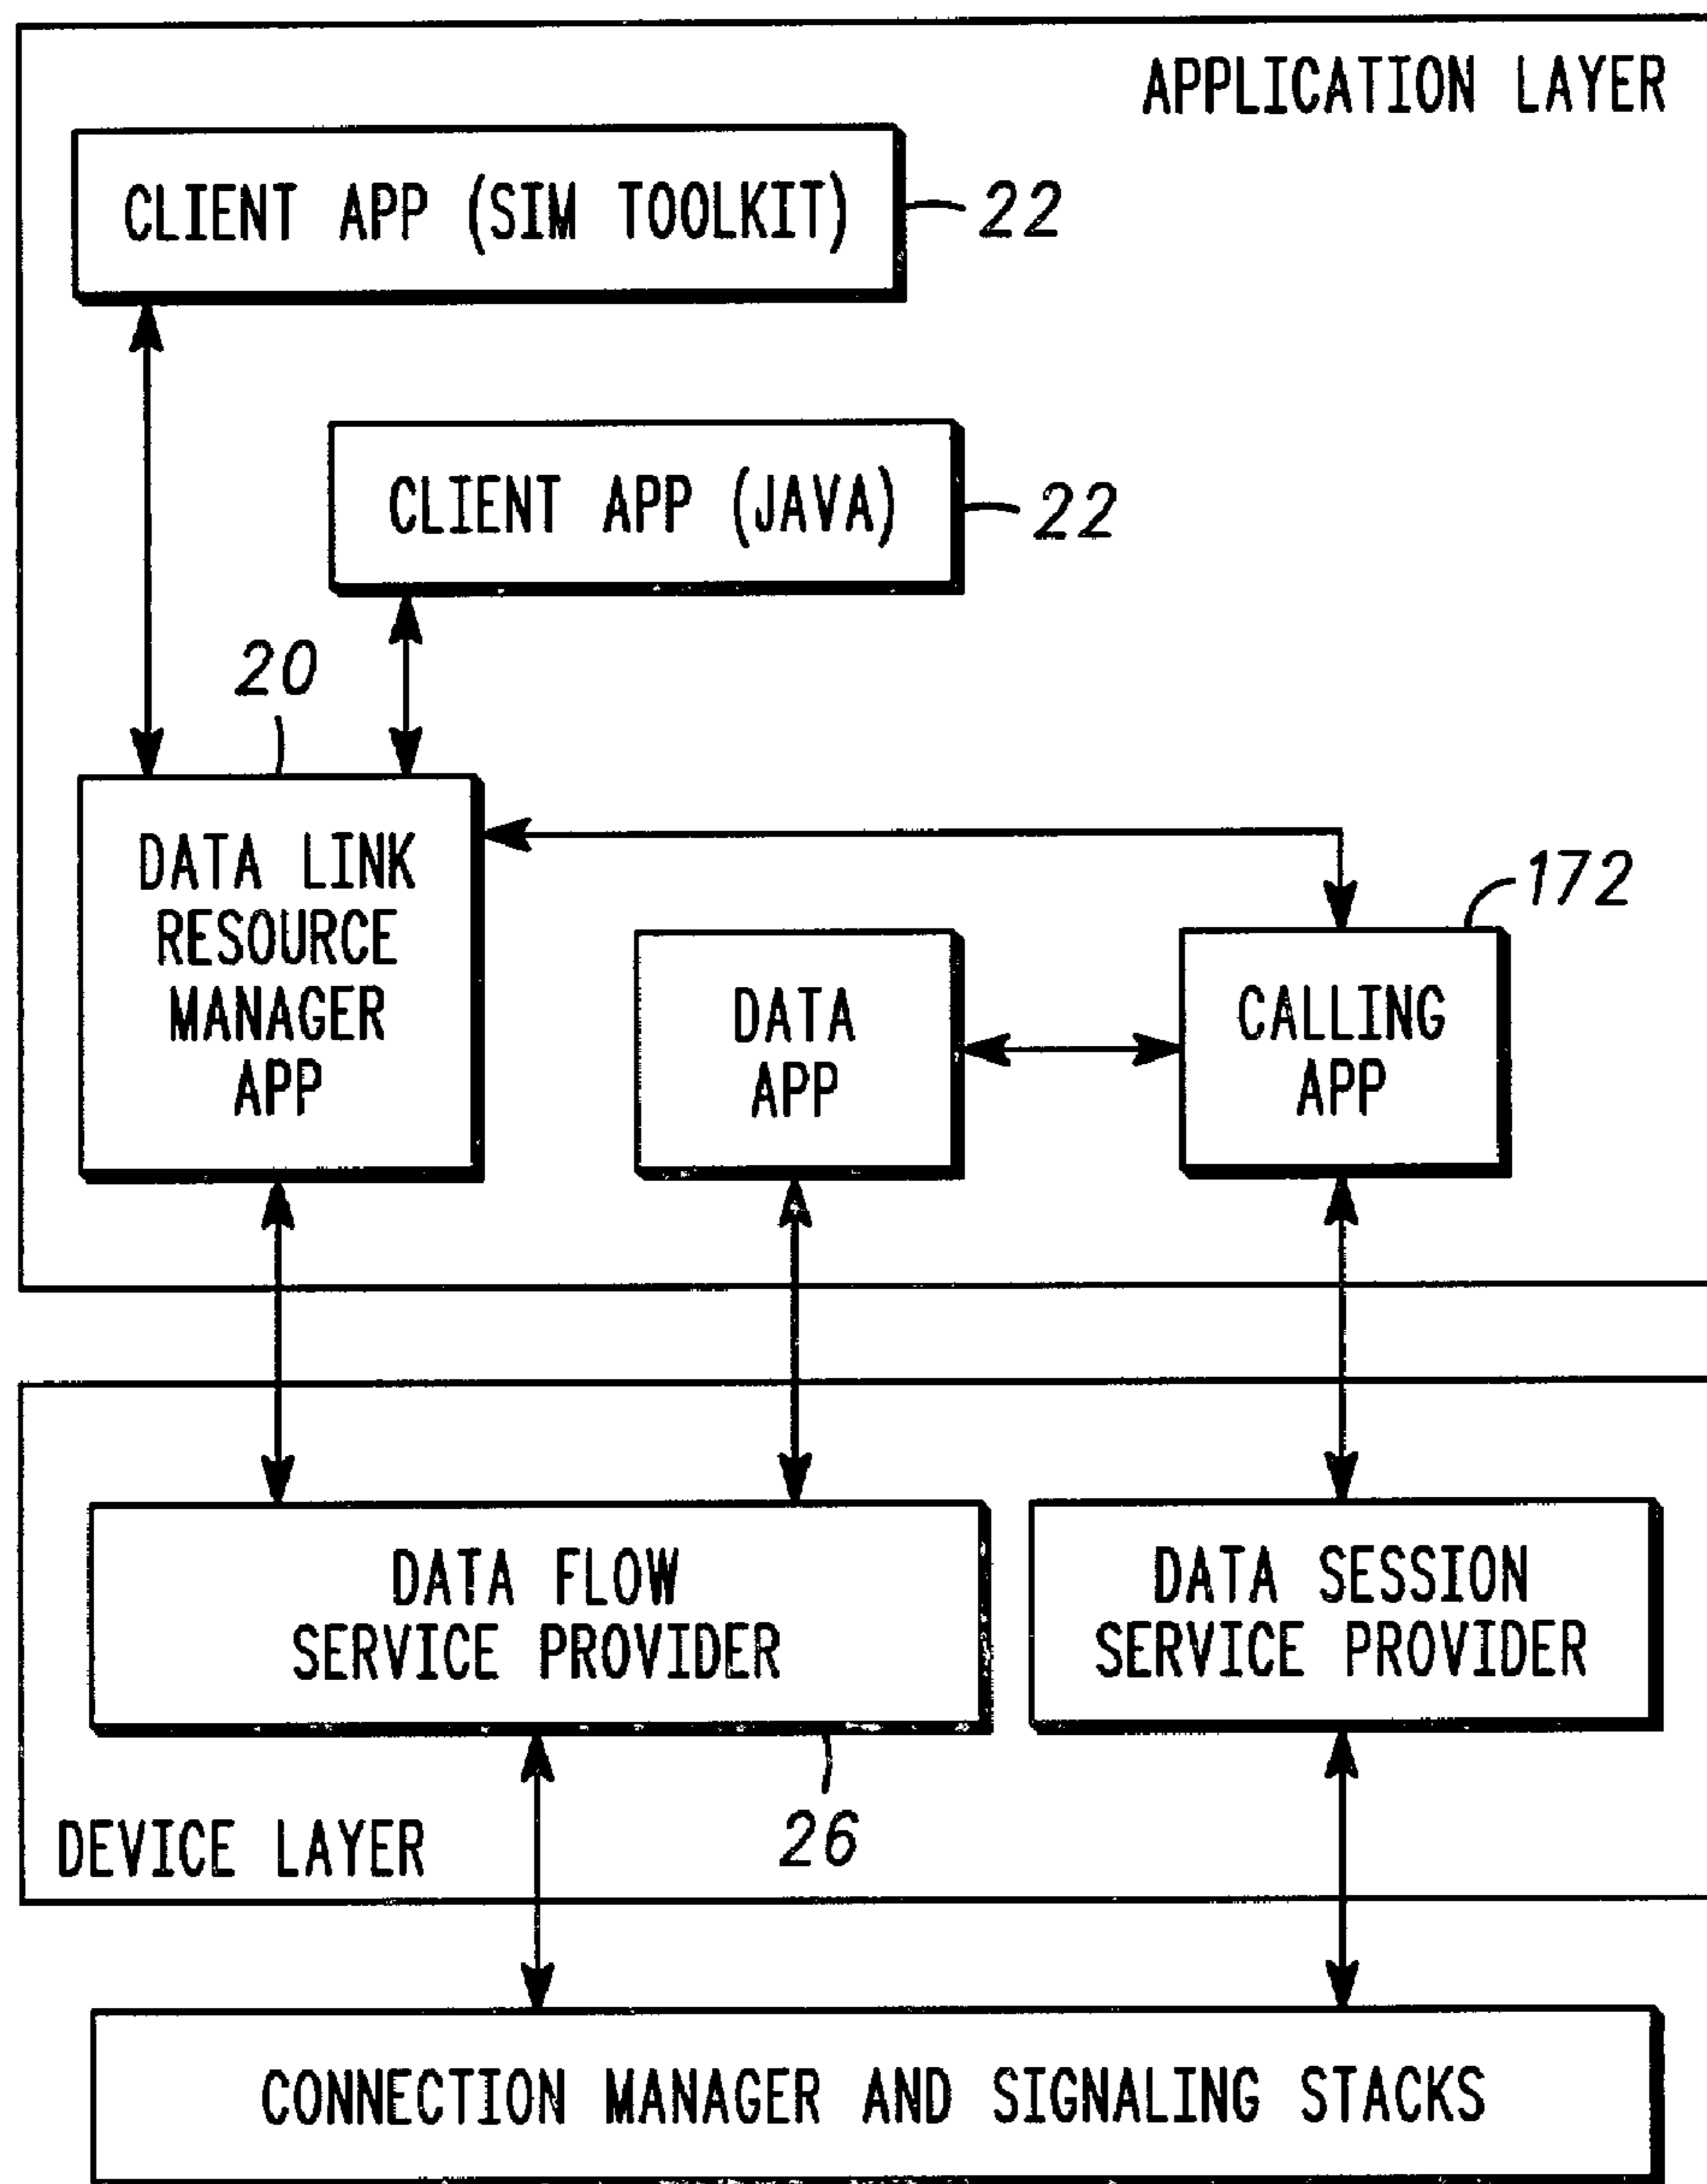 APPLICATION LAYER
CLIENT APP (SIM TOOLKIT)
22
CLIENT APP (JAVA)
22
20
DATA LINK
RESOURCE
MANAGER
APP
DATA
APP
172
CALLING
APP
DATA FLOW
SERVICE PROVIDER
26
DATA SESSION
SERVICE PROVIDER
DEVICE LAYER
CONNECTION MANAGER AND SIGNALING STACKS